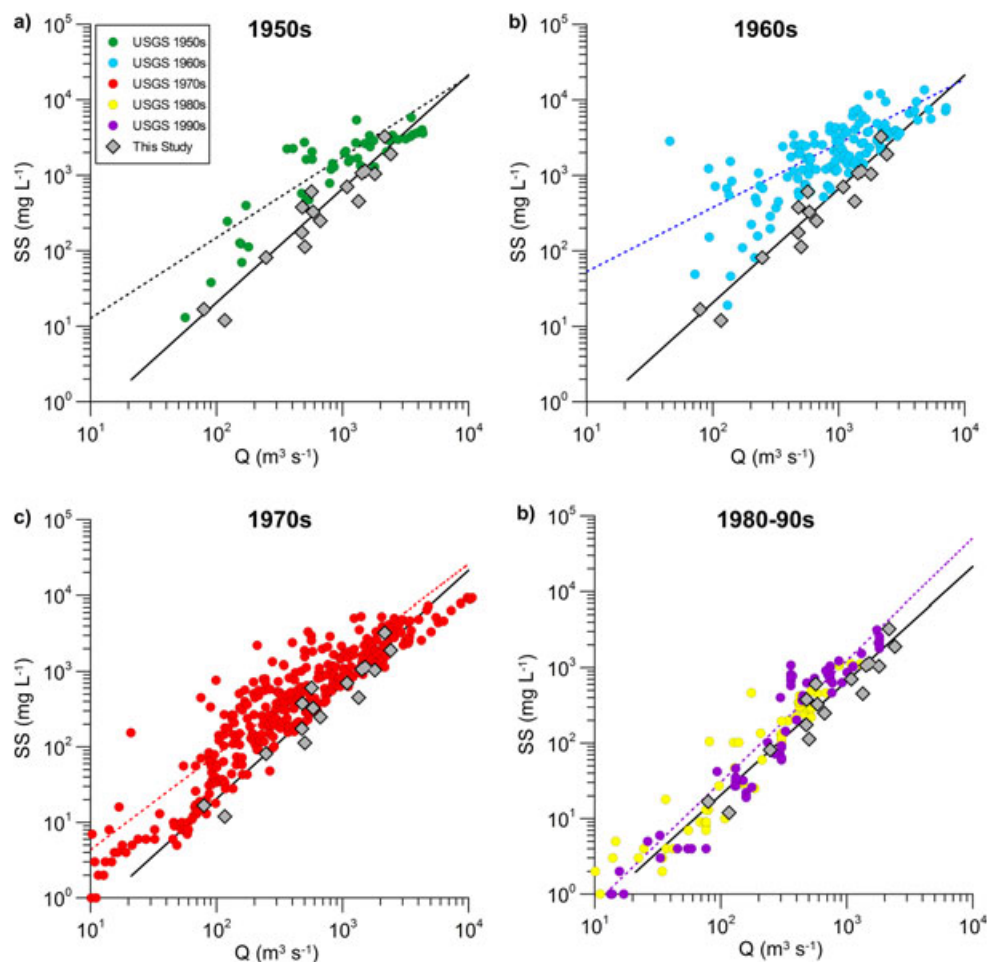 a)
1950s
USGS 1950s
USGS 1960s
USGS 1970s
USGS 1980s
USGS 1990s
This Study
SS (mg L⁻¹)
10⁵
10⁴
10³
10²
10¹
10⁰
10¹ 10² 10³ 10⁴
Q (m³ s⁻¹)
b)
1960s
SS (mg L⁻¹)
10⁵
10⁴
10³
10²
10¹
10⁰
10¹ 10² 10³ 10⁴
Q (m³ s⁻¹)
c)
1970s
SS (mg L⁻¹)
10⁵
10⁴
10³
10²
10¹
10⁰
10¹ 10² 10³ 10⁴
Q (m³ s⁻¹)
b)
1980-90s
SS (mg L⁻¹)
10⁵
10⁴
10³
10²
10¹
10⁰
10¹ 10² 10³ 10⁴
Q (m³ s⁻¹)